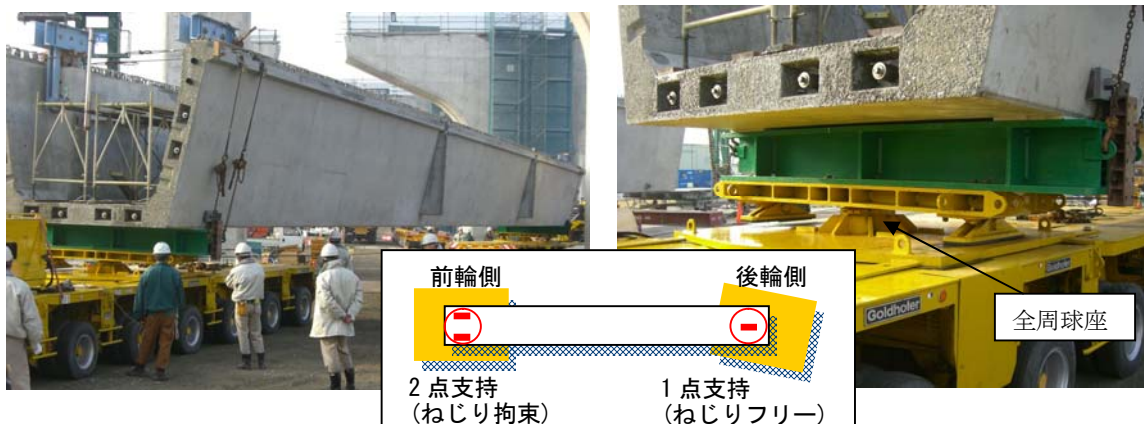 前輪側
後輪側
2点支持
(ねじり拘束)
1点支持
(ねじりフリー)
Goldhofer
全周球座